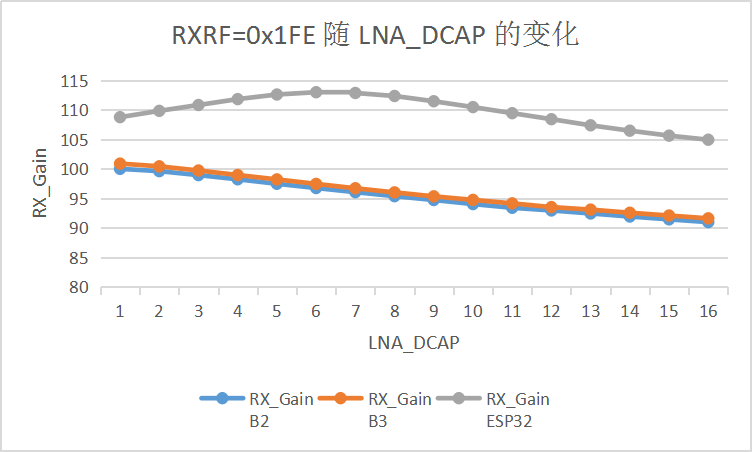 RXRF=0x1FE 随 LNA_DCAP 的变化
115
110
105
100
95
90
85
80
RX_Gain
1 2 3 4 5 6 7 8 9 10 11 12 13 14 15 16
LNA_DCAP
RX_Gain B2
RX_Gain B3
RX_Gain ESP32